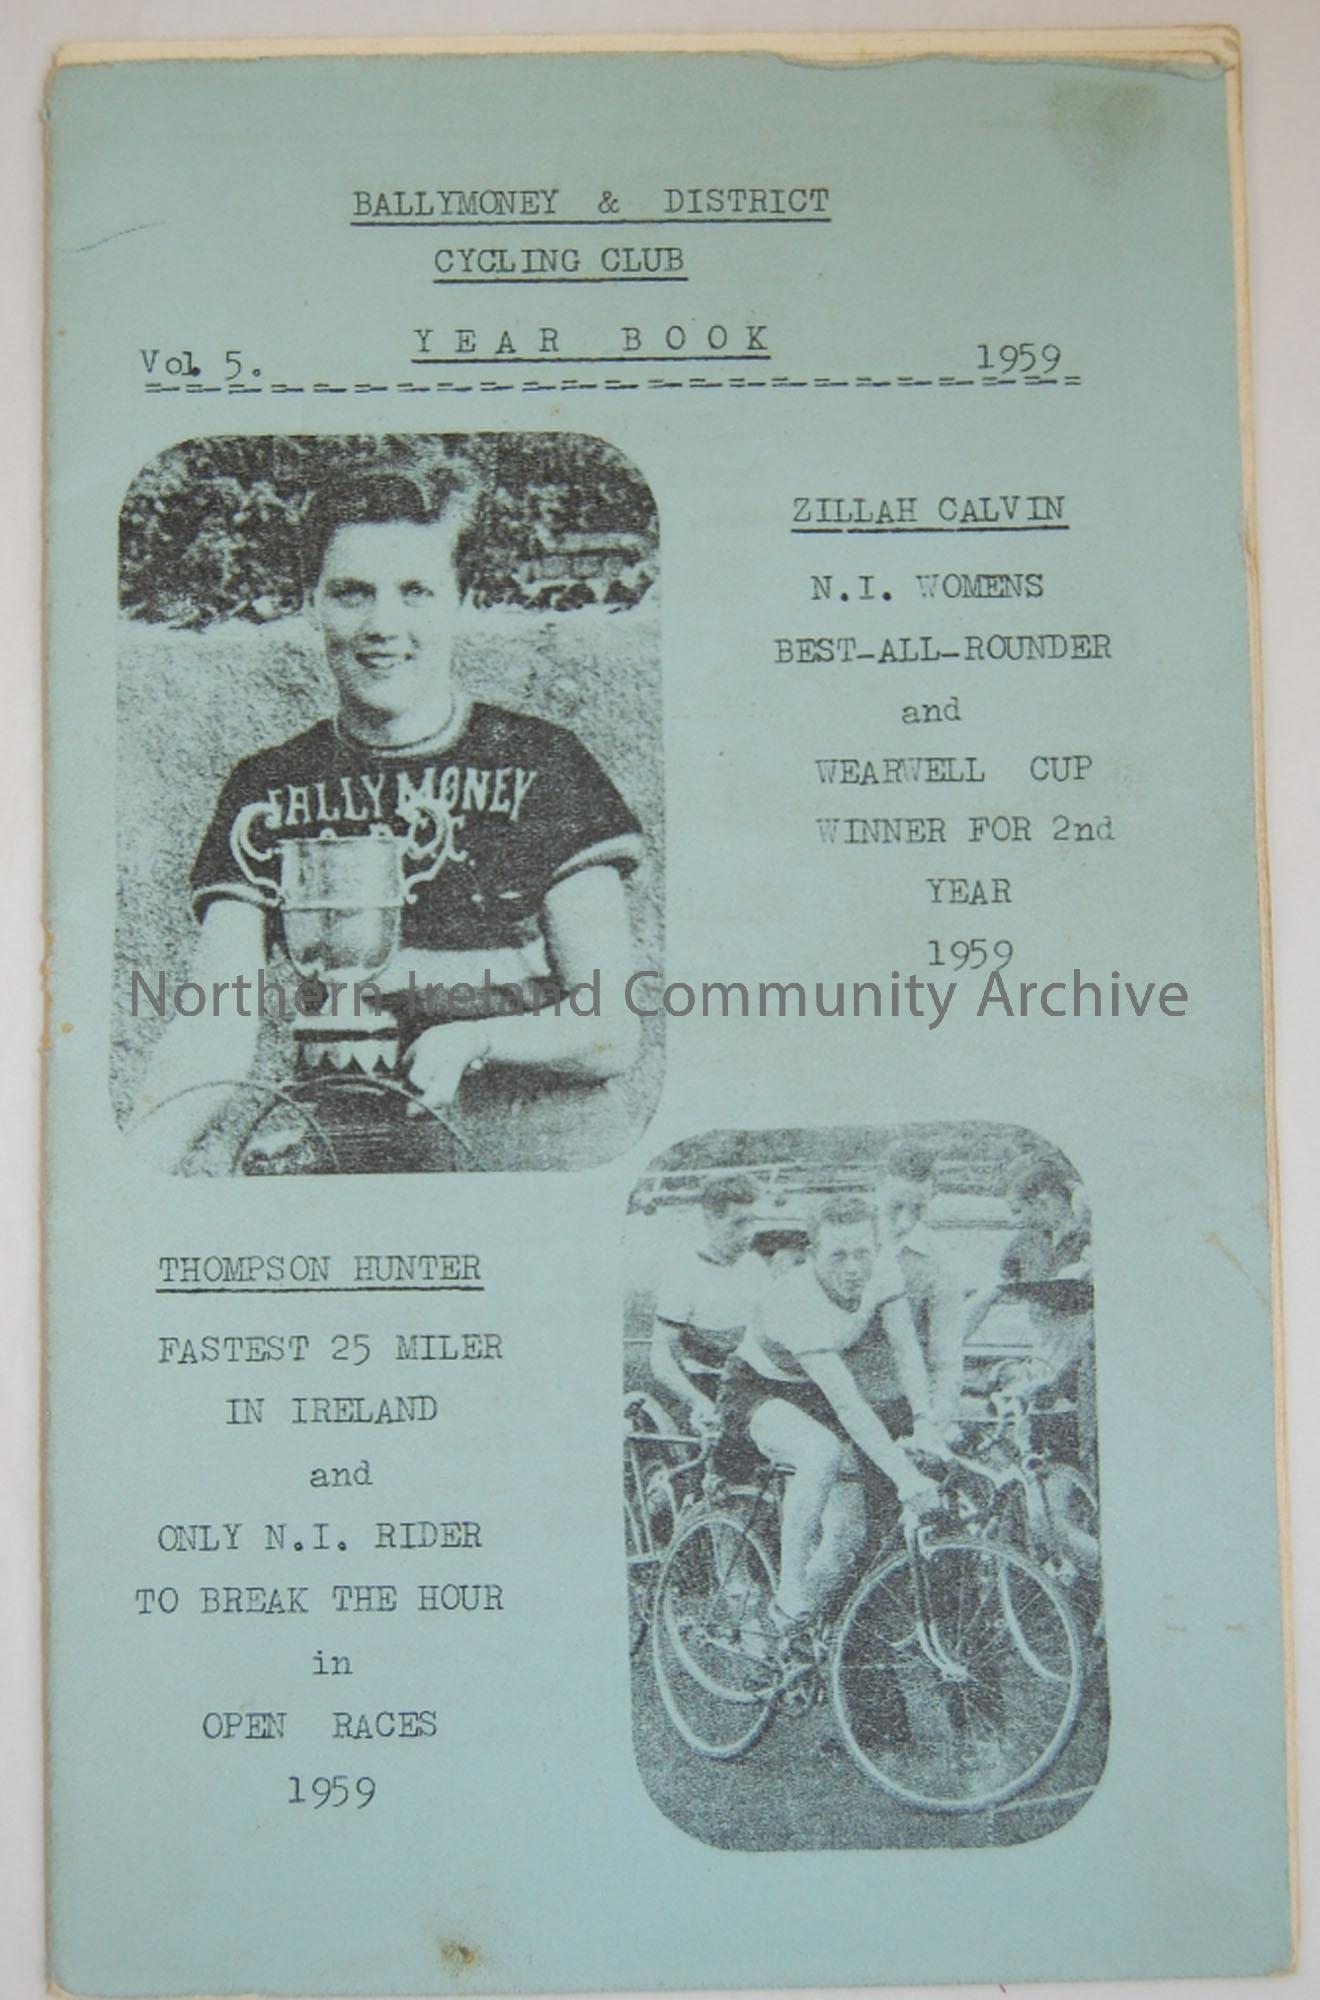 BALLYMONEY & DISTRICT
CYCLING CLUB
YEAR BOOK
Vol. 5.
1959
ZILLAH CALVIN
N.I. WOMENS
BEST-ALL-ROUNDER
and
WEARWELL CUP
WINNER FOR 2nd
YEAR
1959
BALLYMONEY
Northern Ireland Community Archive
THOMPSON HUNTER
FASTEST 25 MILER
IN IRELAND
and
ONLY N.I. RIDER
TO BREAK THE HOUR
in
OPEN RACES
1959